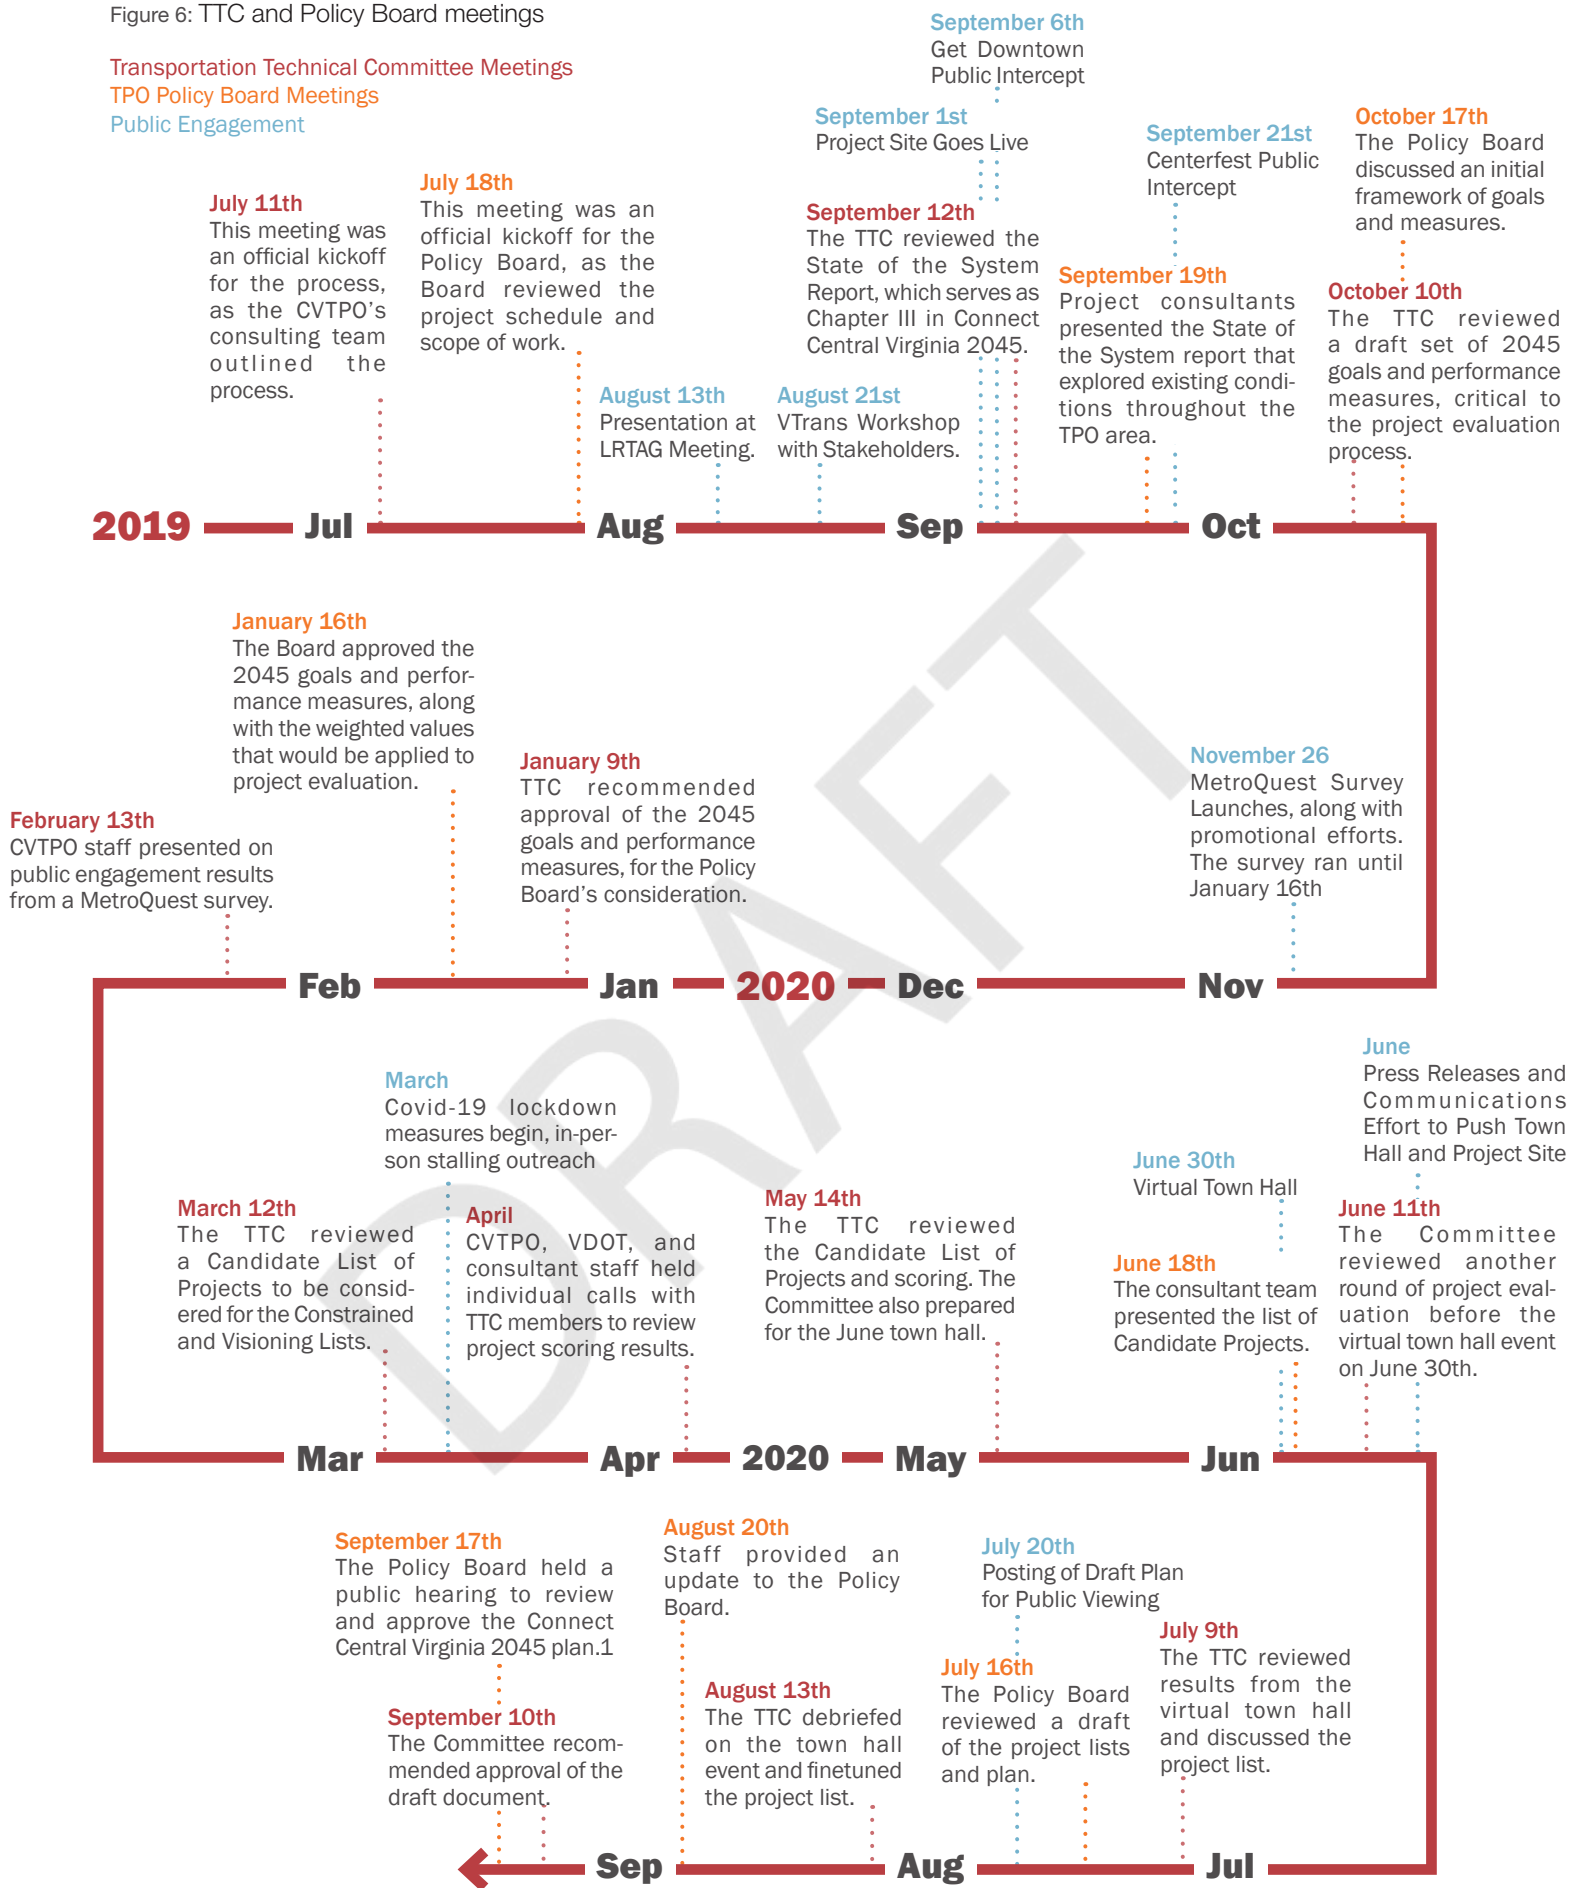 Figure 6: TTC and Policy Board meetings
Transportation Technical Committee Meetings
TPO Policy Board Meetings
Public Engagement
July 11th
This meeting was
an official kickoff
for the process,
as the CVTPO's
consulting team
outlined the
process.
July 18th
This meeting was an
official kickoff for the
Policy Board, as the
Board reviewed the
project schedule and
scope of work.
August 13th
Presentation at
LRTAG Meeting.
August 21st
VTrans Workshop
with Stakeholders.
September 1st
Project Site Goes Live
September 6th
Get Downtown
Public Intercept
September 12th
The TTC reviewed the
State of the System
Report, which serves as
Chapter III in Connect
Central Virginia 2045.
September 19th
Project consultants
presented the State of
the System report that
explored existing condi-
tions throughout the
TPO area.
September 21st
Centerfest Public
Intercept
October 17th
The Policy Board
discussed an initial
framework of goals
and measures.
October 10th
The TTC reviewed
a draft set of 2045
goals and performance
measures, critical to
the project evaluation
process.
2019 Jul Aug Sep Oct
February 13th
CVTPO staff presented on
public engagement results
from a MetroQuest survey.
January 16th
The Board approved the
2045 goals and perfor-
mance measures, along
with the weighted values
that would be applied to
project evaluation.
January 9th
TTC recommended
approval of the 2045
goals and performance
measures, for the Policy
Board's consideration.
November 26
MetroQuest Survey
Launches, along with
promotional efforts.
The survey ran until
January 16th
Feb Jan 2020 Dec Nov
March 12th
The TTC reviewed
a Candidate List of
Projects to be consid-
ered for the Constrained
and Visioning Lists.
March
Covid-19 lockdown
measures begin, in-per-
son stalling outreach
April
CVTPO, VDOT, and
consultant staff held
individual calls with
TTC members to review
project scoring results.
May 14th
The TTC reviewed
the Candidate List of
Projects and scoring. The
Committee also prepared
for the June town hall.
June 30th
Virtual Town Hall
June 18th
The consultant team
presented the list of
Candidate Projects.
June
Press Releases and
Communications
Effort to Push Town
Hall and Project Site
June 11th
The Committee
reviewed another
round of project eval-
uation before the
virtual town hall event
on June 30th.
Mar Apr 2020 May Jun
September 17th
The Policy Board held a
public hearing to review
and approve the Connect
Central Virginia 2045 plan.1
September 10th
The Committee recom-
mended approval of the
draft document.
August 20th
Staff provided an
update to the Policy
Board.
August 13th
The TTC debriefed
on the town hall
event and finetuned
the project list.
July 20th
Posting of Draft Plan
for Public Viewing
July 16th
The Policy Board
reviewed a draft
of the project lists
and plan.
July 9th
The TTC reviewed
results from the
virtual town hall
and discussed the
project list.
Sep Aug Jul
DRAFT